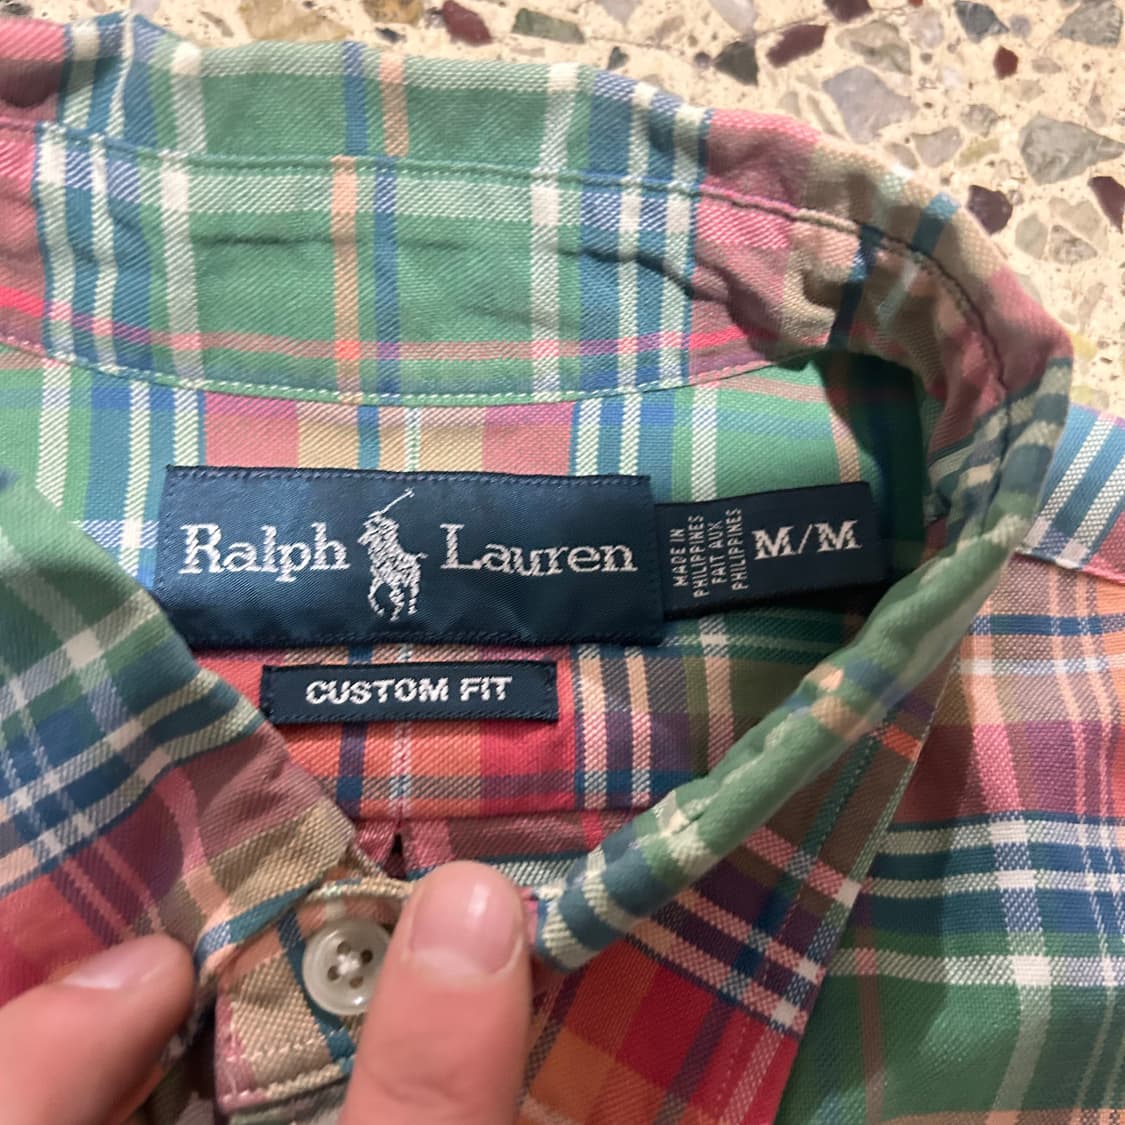 Ralph Lauren
MADE IN
PHILIPPINES
FAIT AUX
PHILIPPINES
M/M
CUSTOM FIT